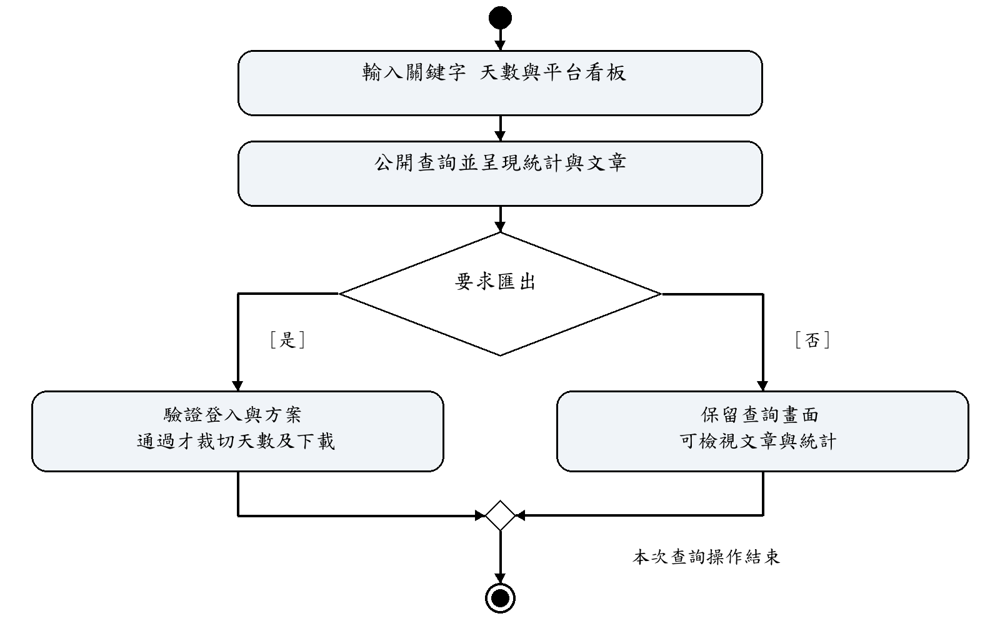 輸入關鍵字 天數與平台看板
公開查詢並呈現統計與文章
要求匯出
[是]
[否]
驗證登入與方案
通過才裁切天數及下載
保留查詢畫面
可檢視文章與統計
本次查詢操作結束